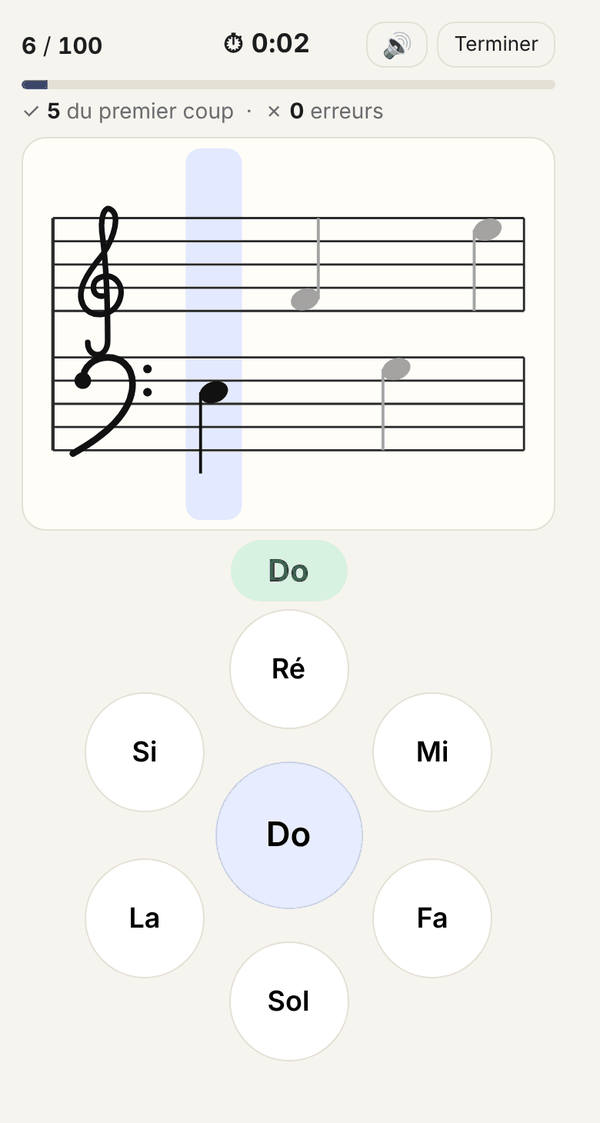 6 / 100 ⏱ 0:02 🔊 Terminer
✓ 5 du premier coup · × 0 erreurs
Do
Ré
Si Mi
Do
La Fa
Sol